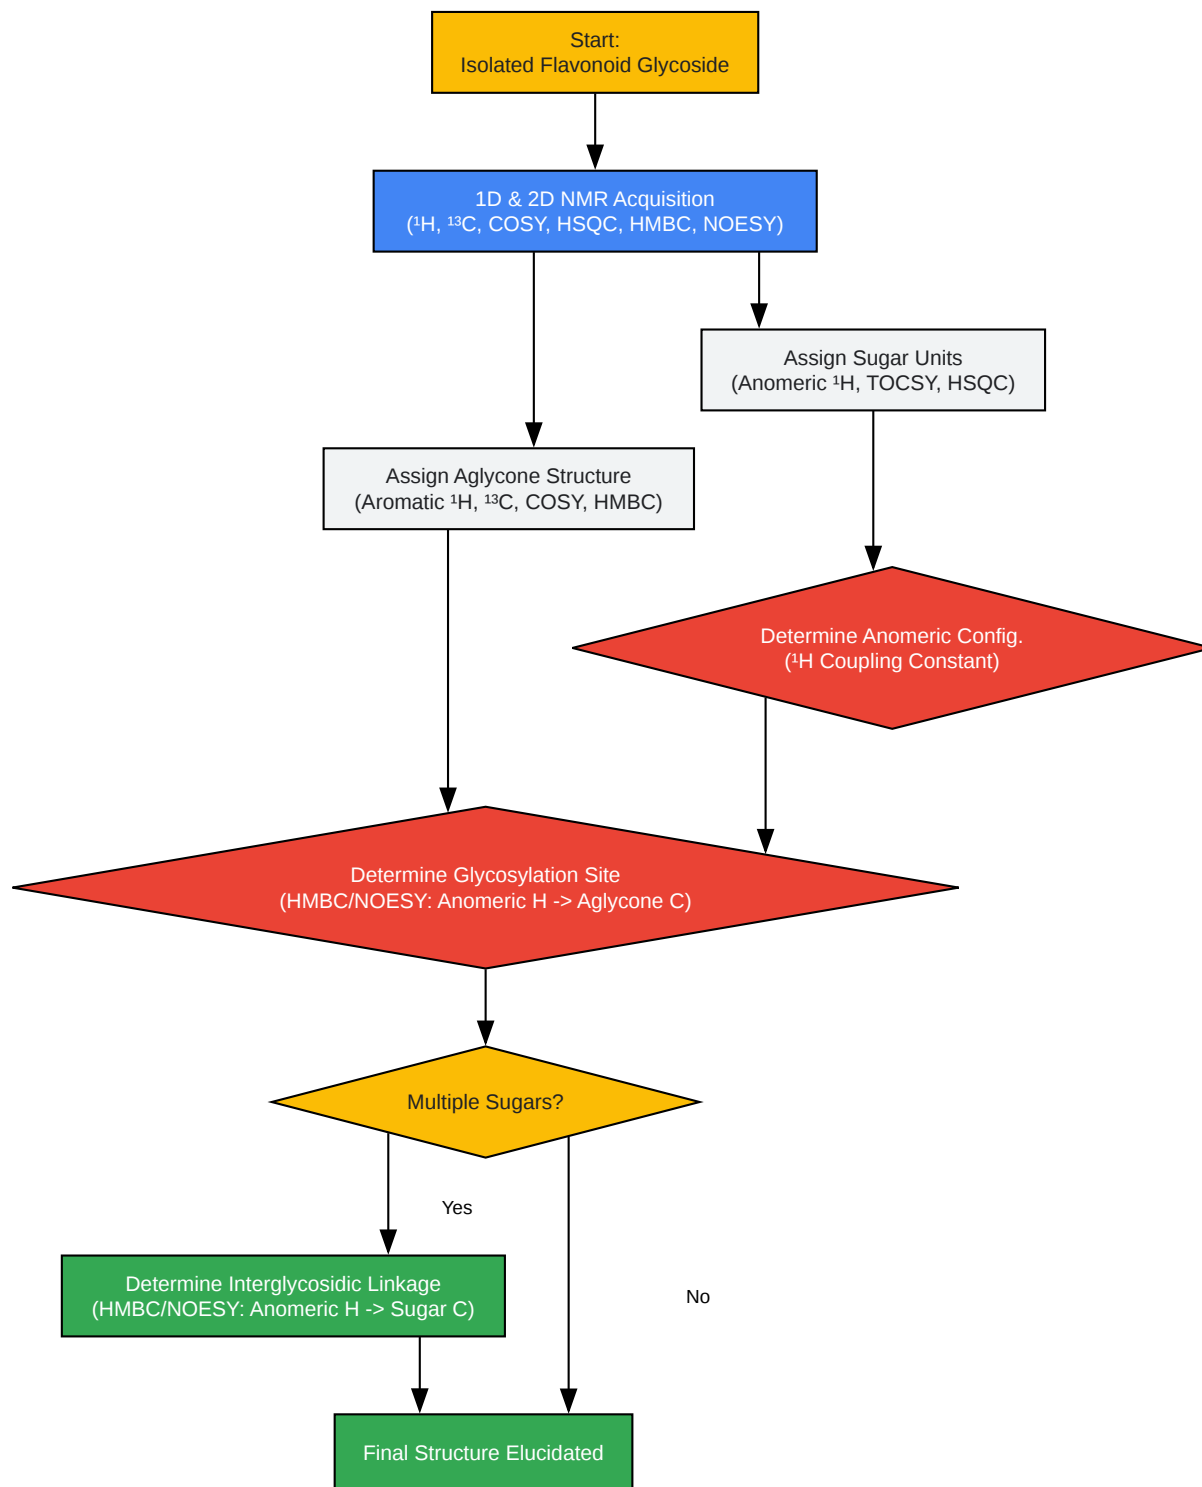 Start:
Isolated Flavonoid Glycoside
1D & 2D NMR Acquisition
(¹H, ¹³C, COSY, HSQC, HMBC, NOESY)
Assign Sugar Units
(Anomeric ¹H, TOCSY, HSQC)
Assign Aglycone Structure
(Aromatic ¹H, ¹³C, COSY, HMBC)
Determine Anomeric Config.
(¹H Coupling Constant)
Determine Glycosylation Site
(HMBC/NOESY: Anomeric H -> Aglycone C)
Multiple Sugars?
Yes
Determine Interglycosidic Linkage
(HMBC/NOESY: Anomeric H -> Sugar C)
No
Final Structure Elucidated